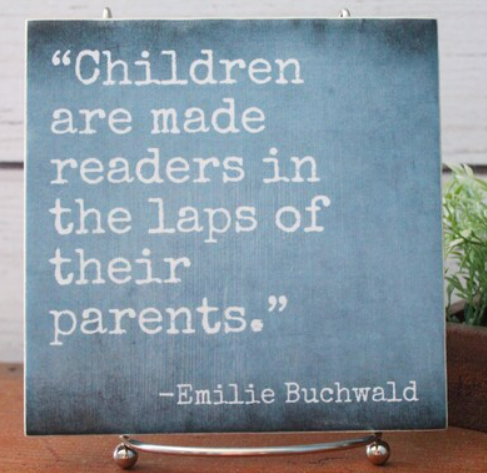 “Children
are made
readers in
the laps of
their
parents.”
-Emilie Buchwald